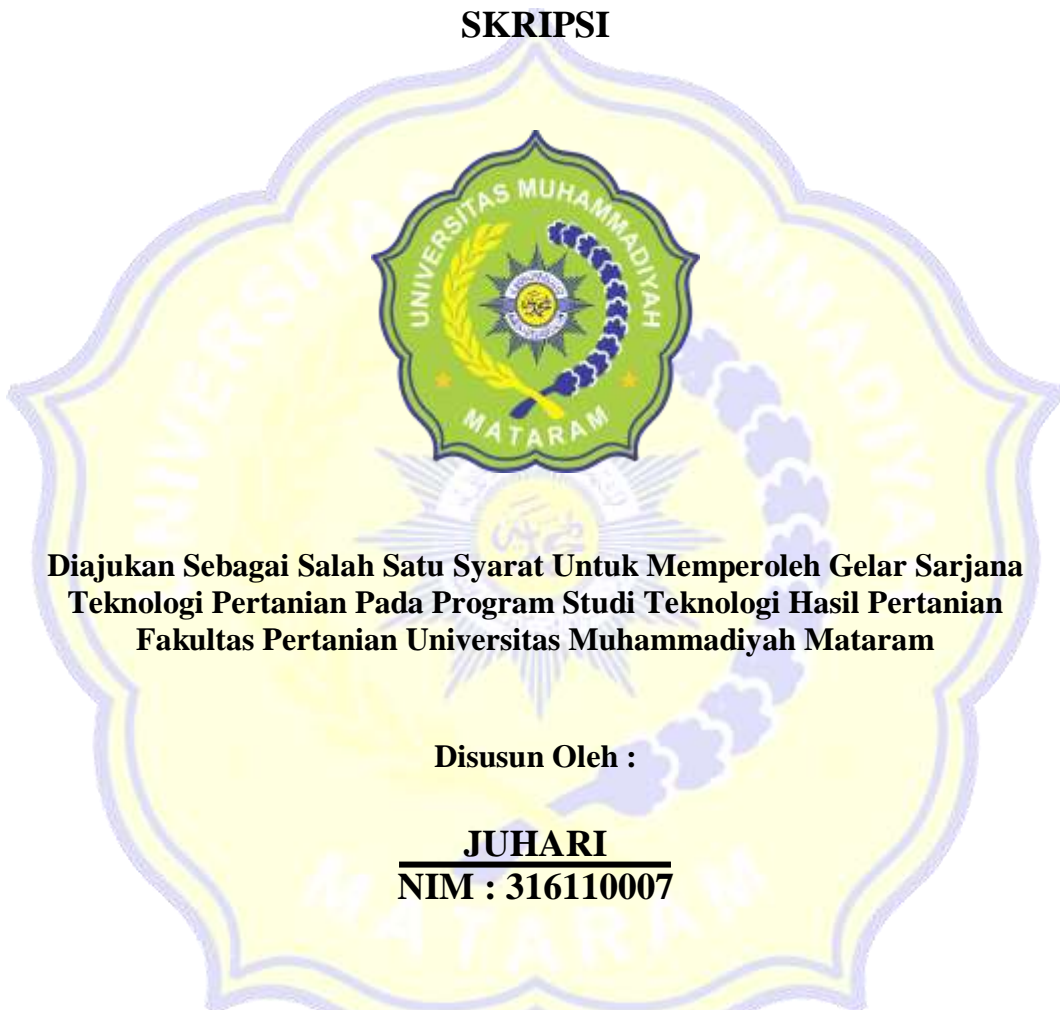 SKRIPSI
UNIVERSITAS MUHAMMADIYAH
MATARAM
Diajukan Sebagai Salah Satu Syarat Untuk Memperoleh Gelar Sarjana
Teknologi Pertanian Pada Program Studi Teknologi Hasil Pertanian
Fakultas Pertanian Universitas Muhammadiyah Mataram
Disusun Oleh :
JUHARI
NIM : 316110007